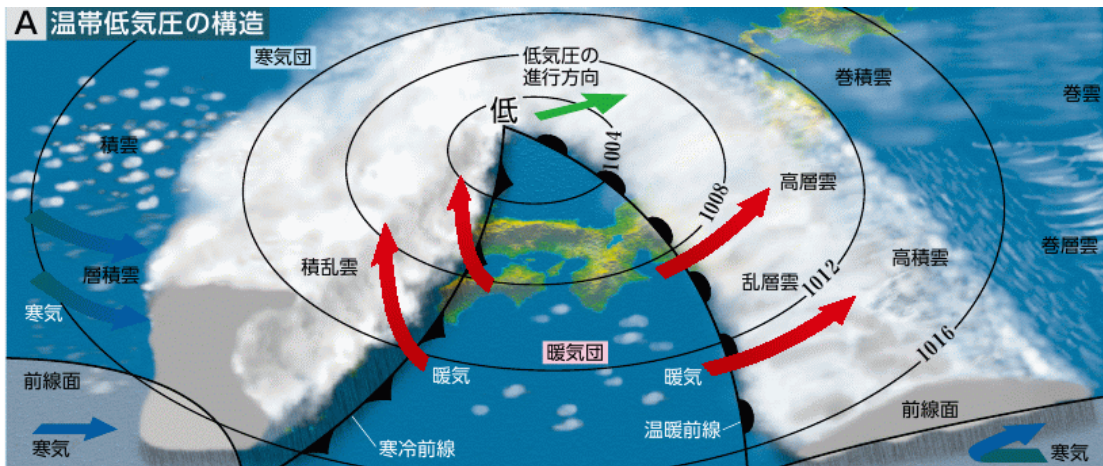 A 温帯低気圧の構造
寒気団
低気圧の
進行方向
巻積雲
巻雲
低
積雲
1004
高層雲
1008
層積雲
積乱雲
乱層雲
高積雲
巻層雲
1012
寒気
1016
暖気団
前線面
暖気
暖気
前線面
寒気
寒冷前線
温暖前線
寒気